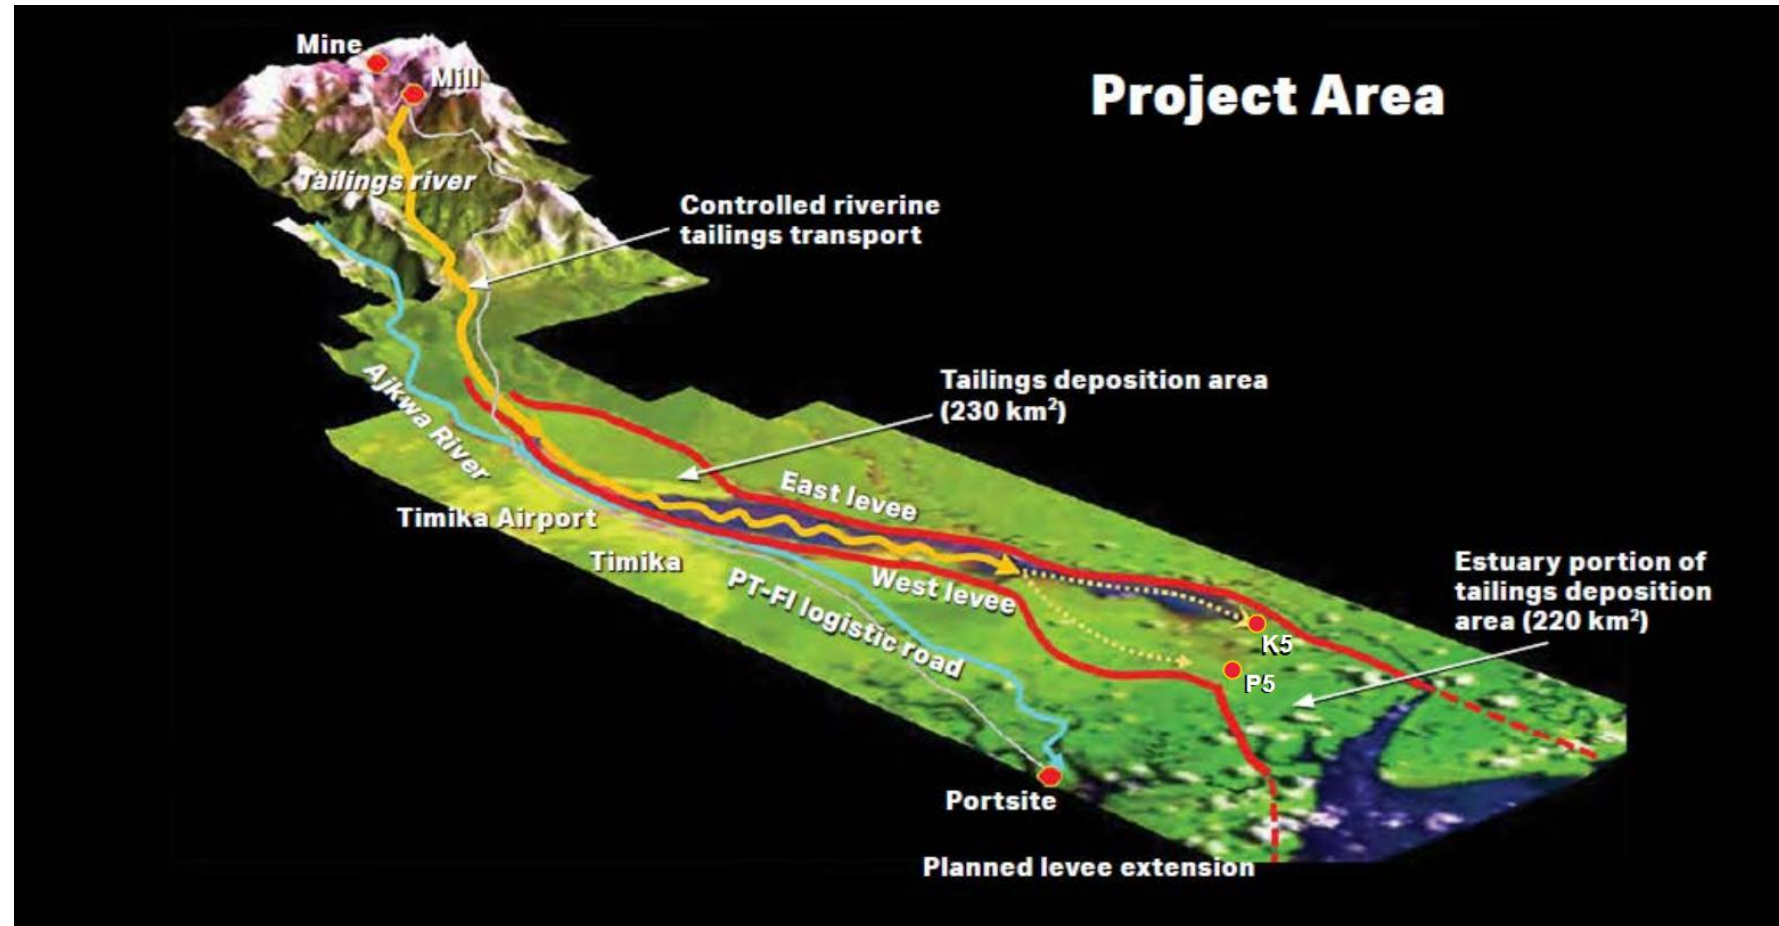 Mine
Mill
Project Area
Tailings river
Controlled riverine
tailings transport
Ajkwa River
Tailings deposition area
(230 km²)
East levee
Timika Airport
Timika
West levee
PT-FI logistic road
Estuary portion of
tailings deposition
area (220 km²)
K5
P5
Portsite
Planned levee extension